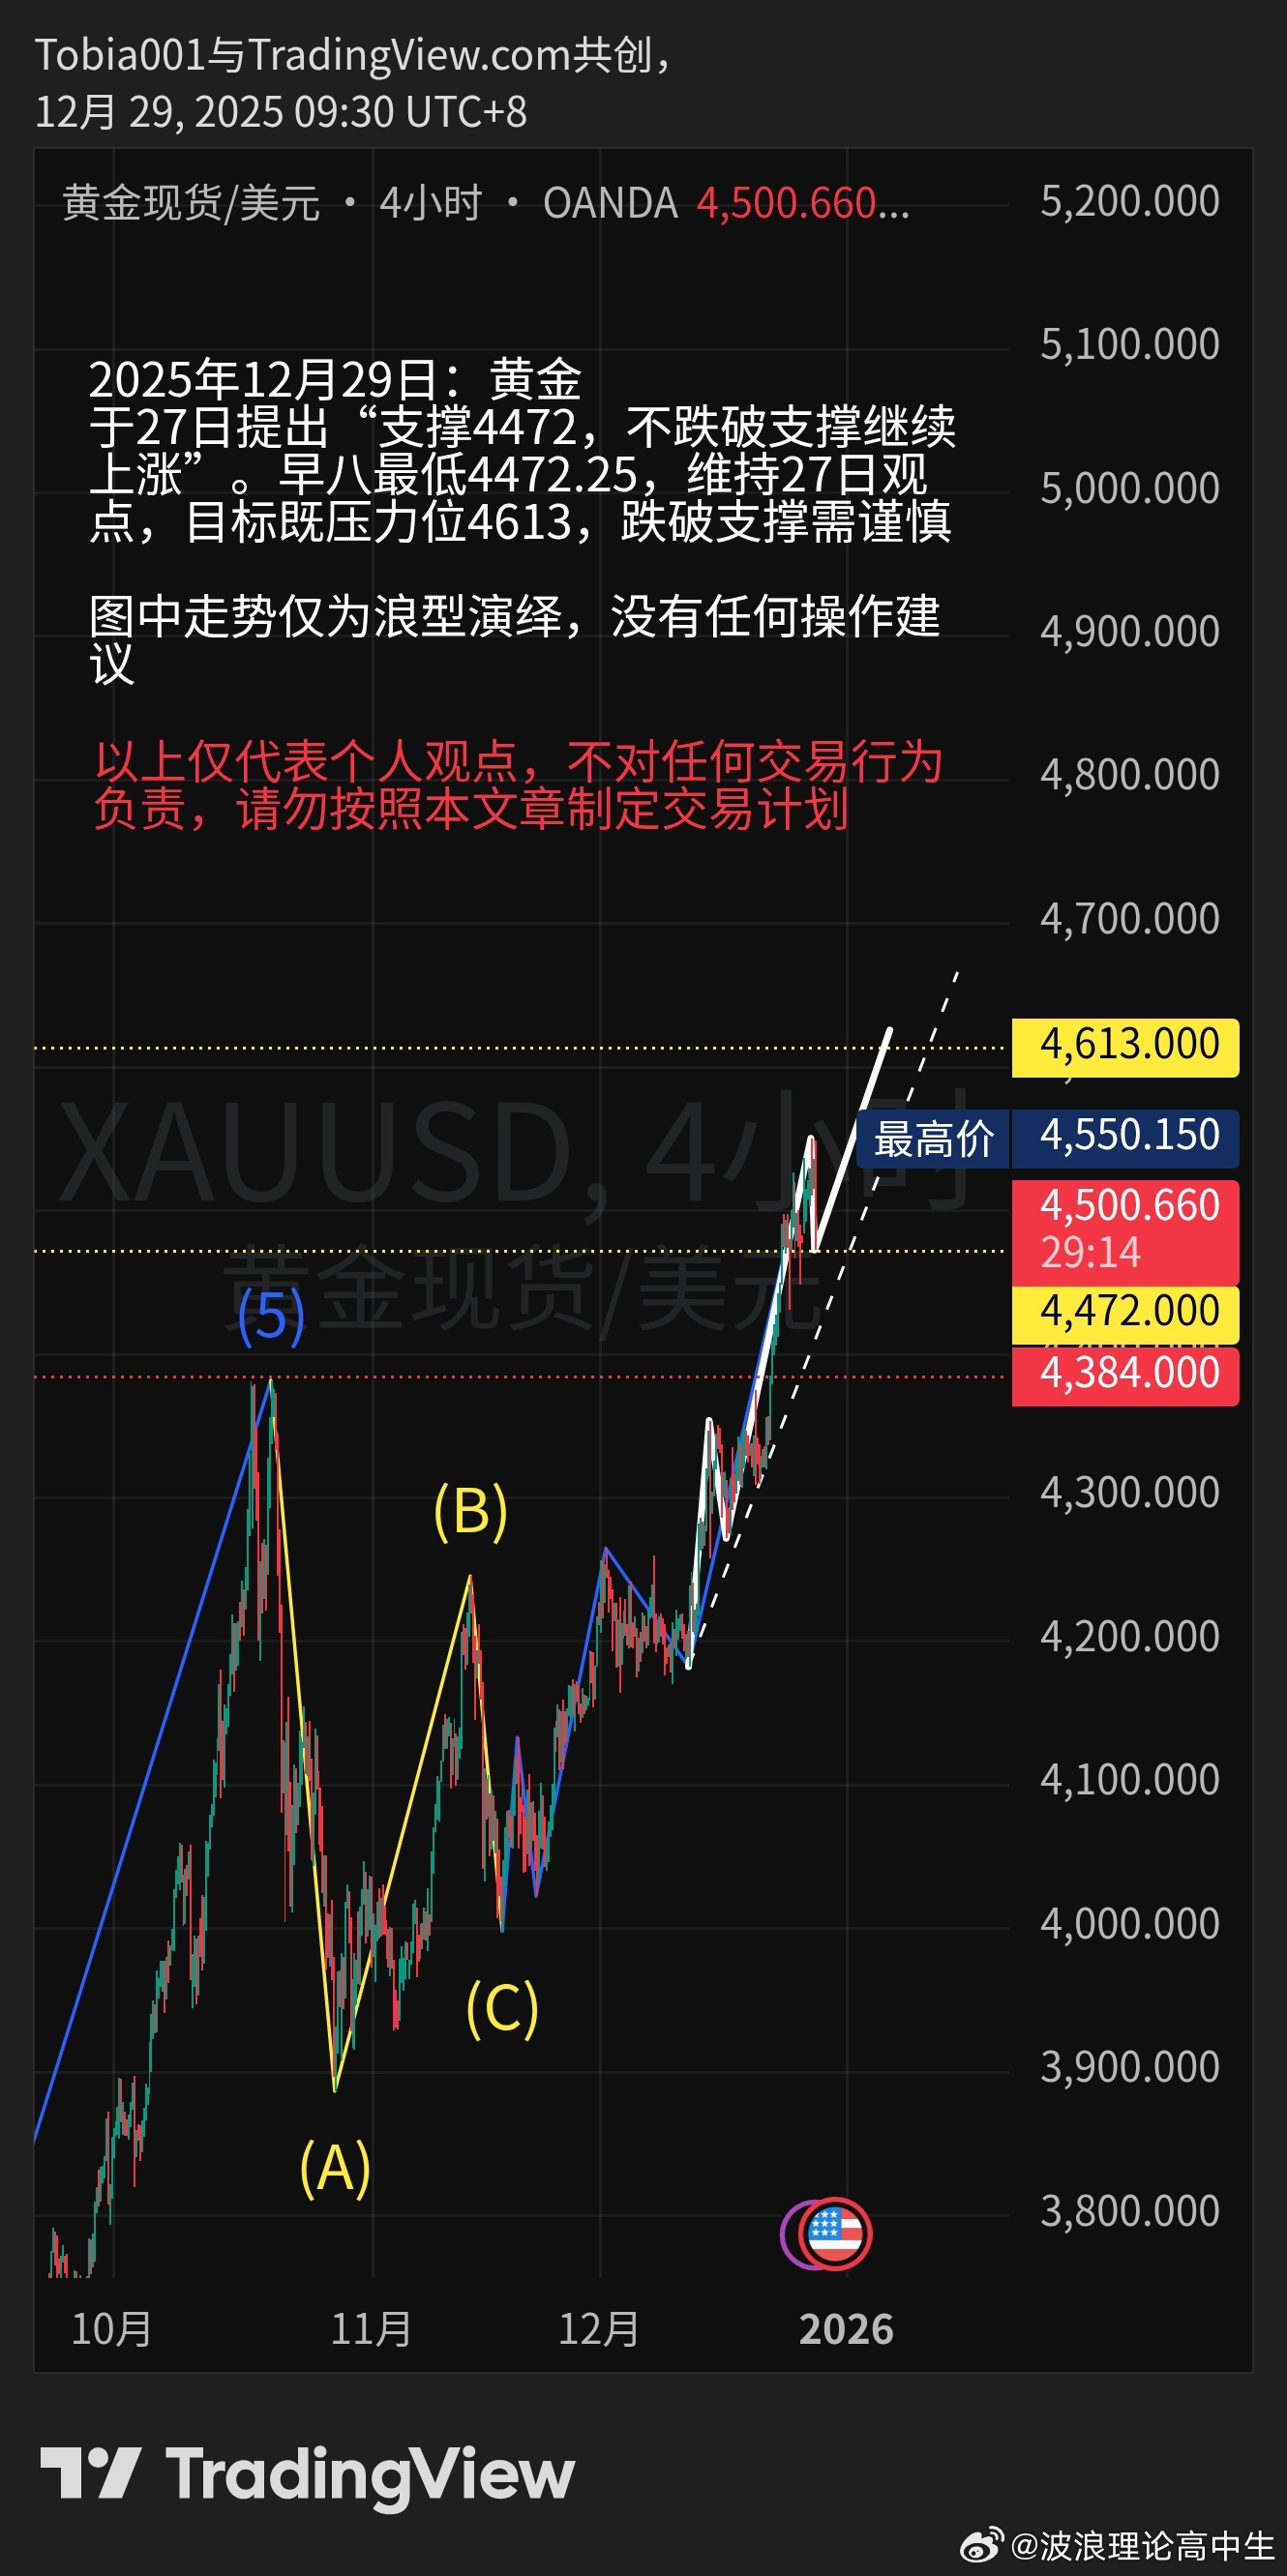 Tobia001与TradingView.com共创，
12月 29, 2025 09:30 UTC+8
黄金现货/美元 • 4小时 • OANDA 4,500.660...
2025年12月29日：黄金
于27日提出“支撑4472，不跌破支撑继续
上涨”。早八最低4472.25，维持27日观
点，目标既压力位4613，跌破支撑需谨慎
图中走势仅为浪型演绎，没有任何操作建
议
以上仅代表个人观点，不对任何交易行为
负责，请勿按照本文章制定交易计划
XAUUSD, 4小时
黄金现货/美元
5,200.000
5,100.000
5,000.000
4,900.000
4,800.000
4,700.000
4,613.000
最高价 4,550.150
4,500.660
29:14
4,472.000
4,384.000
4,300.000
4,200.000
4,100.000
4,000.000
3,900.000
3,800.000
(5)
(B)
(C)
(A)
10月 11月 12月 2026
TradingView
@波浪理论高中生